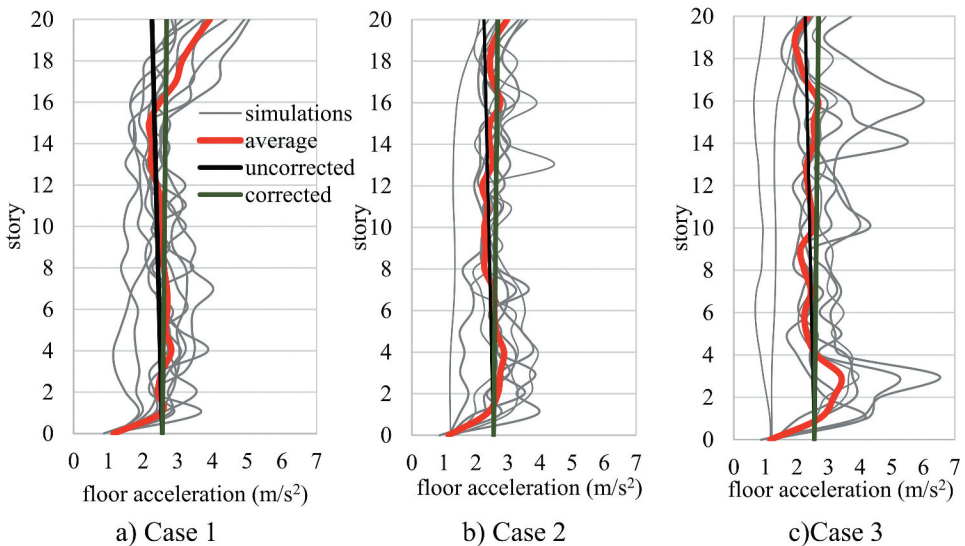 20
18
16
14
12
10
8
6
4
2
0
story
simulations
average
uncorrected
corrected
0 1 2 3 4 5 6 7
floor acceleration (m/s²)
a) Case 1
20
18
16
14
12
10
8
6
4
2
0
story
0 1 2 3 4 5 6 7
floor acceleration (m/s²)
b) Case 2
20
18
16
14
12
10
8
6
4
2
0
story
0 1 2 3 4 5 6 7
floor acceleration (m/s²)
c)Case 3